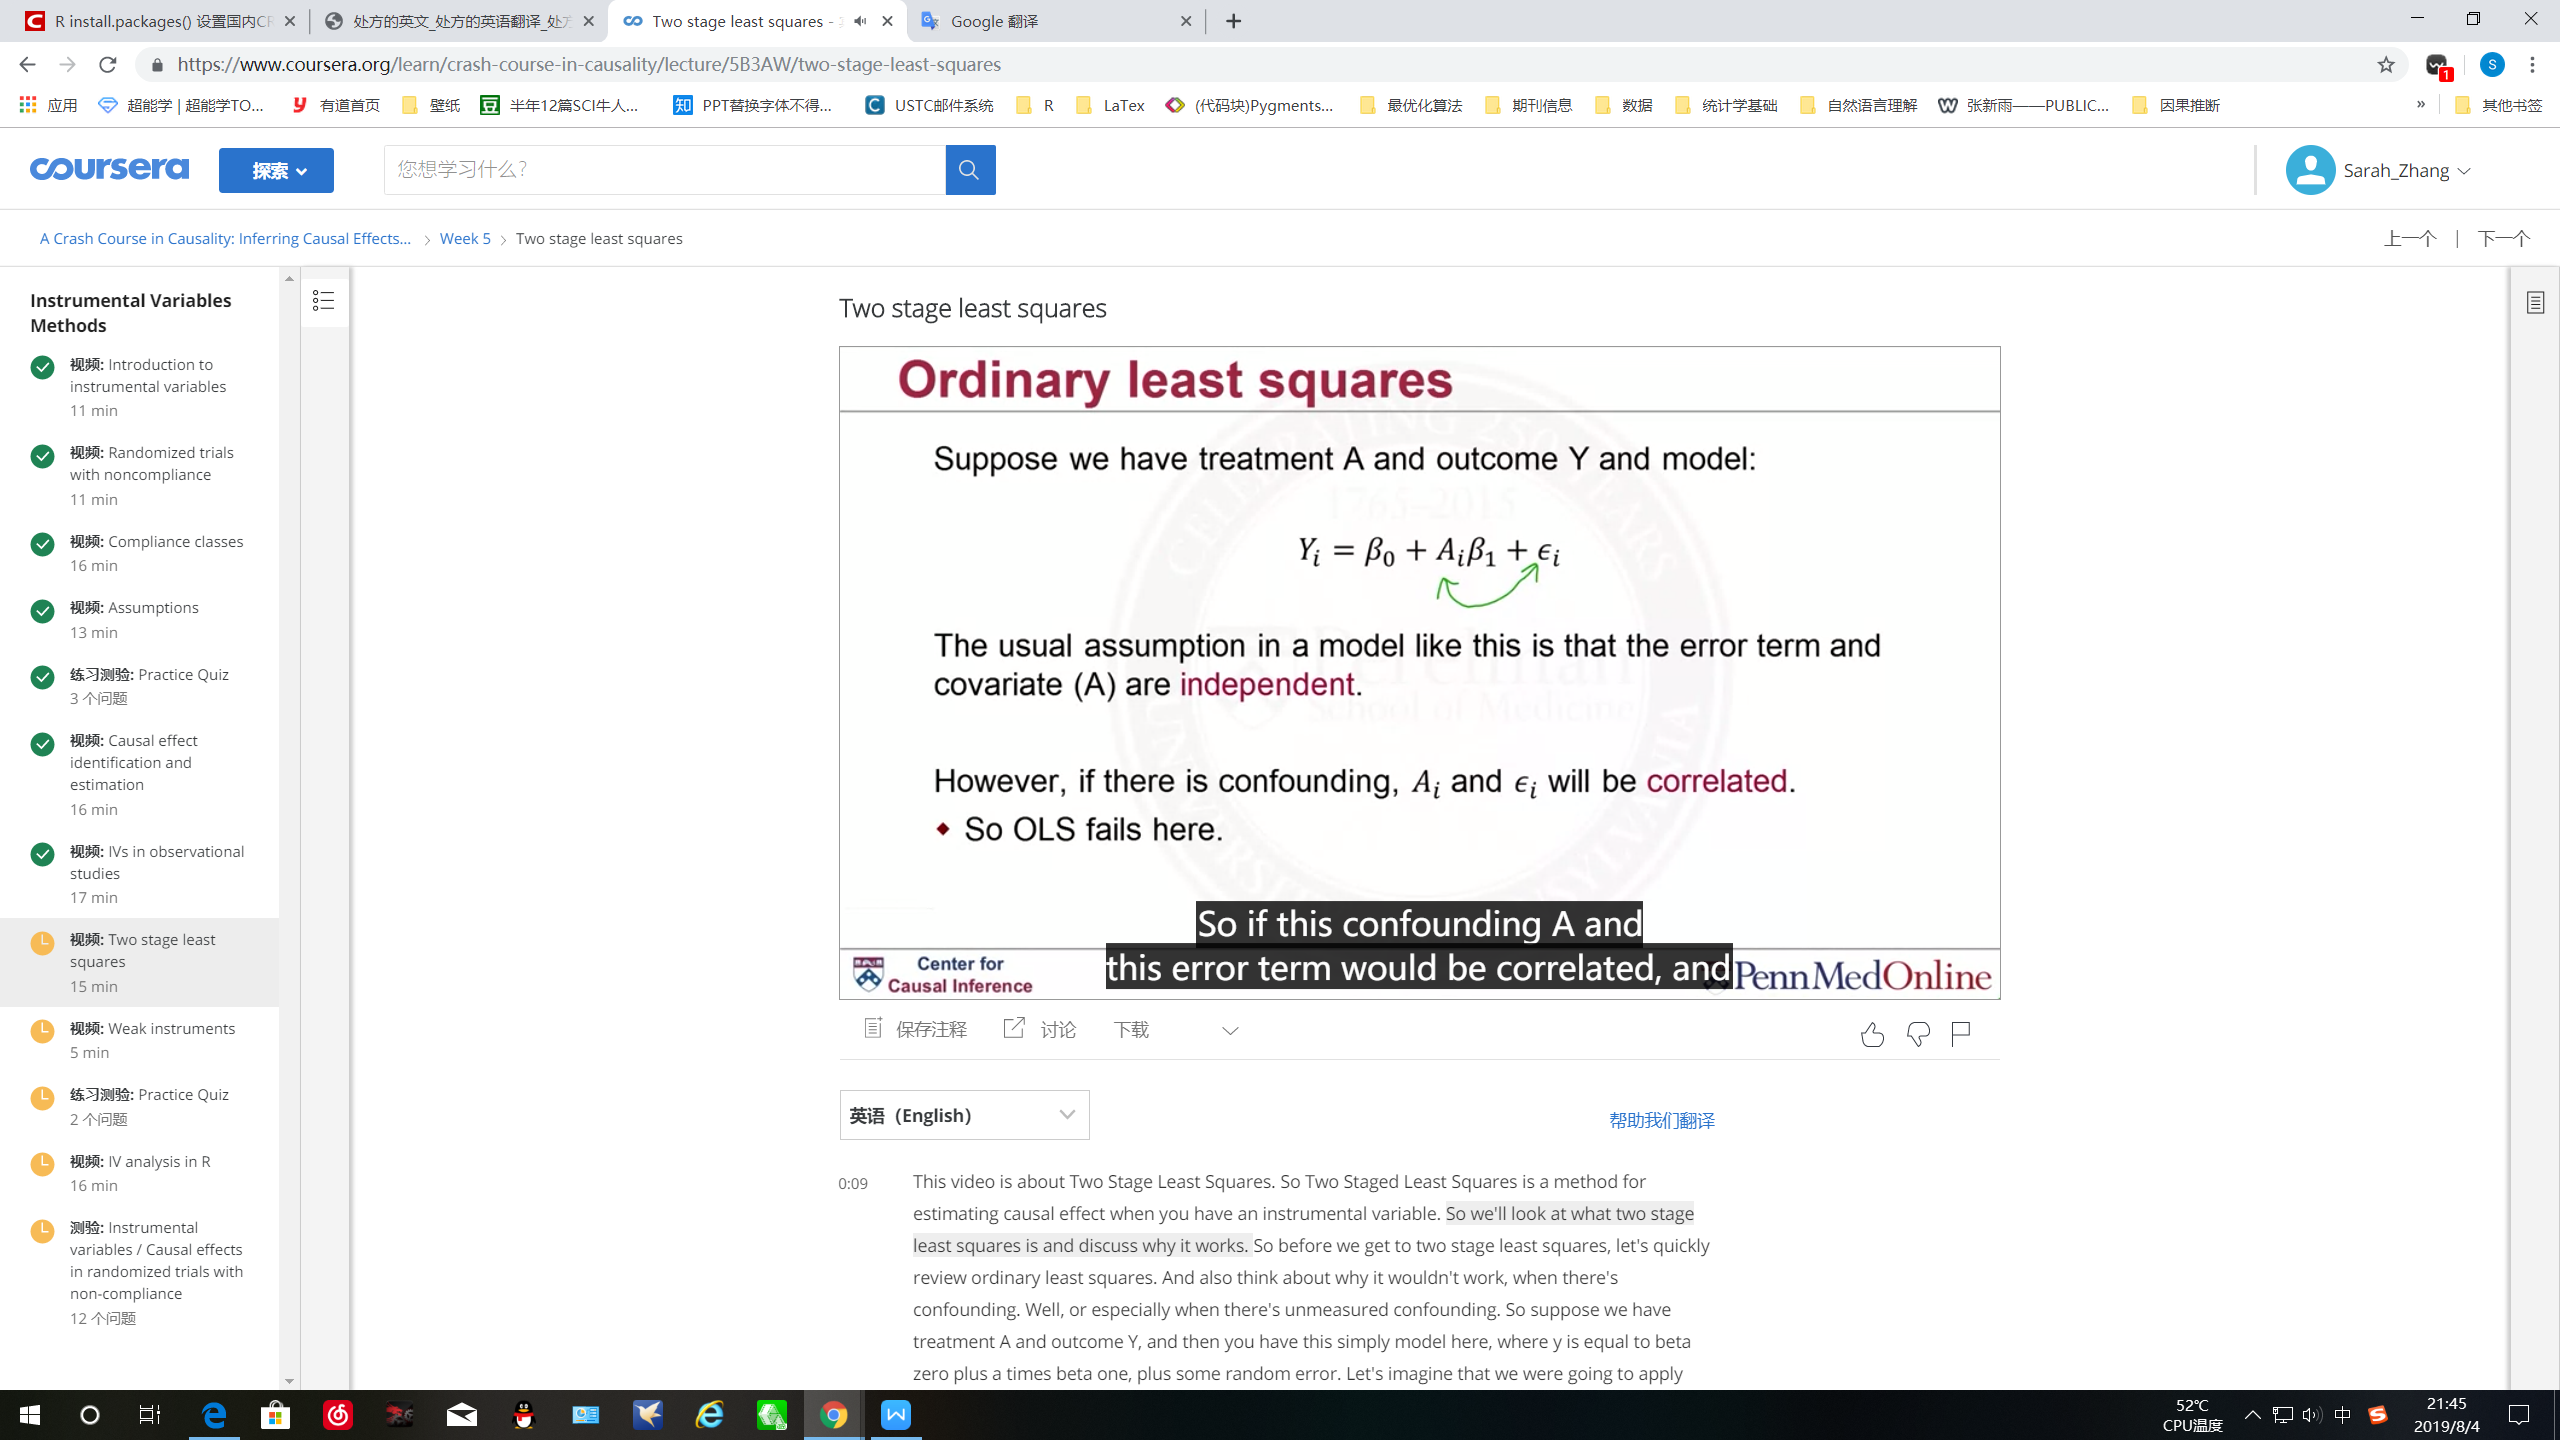 R install.packages() 设置国内CR
处方的英文_处方的英语翻译_处方
Two stage least squares -
Google 翻译
https://www.coursera.org/learn/crash-course-in-causality/lecture/5B3AW/two-stage-least-squares
1
S
应用
超能学 | 超能学TO...
有道首页
壁纸
半年12篇SCI牛人...
知 PPT替换字体不得...
USTC邮件系统
R
LaTex
(代码块)Pygments...
最优化算法
期刊信息
数据
统计学基础
自然语言理解
张新雨——PUBLIC...
因果推断
»
其他书签
coursera
探索
您想学习什么?
Sarah_Zhang
A Crash Course in Causality: Inferring Causal Effects... > Week 5 > Two stage least squares
上一个 | 下一个
Instrumental Variables
Methods
视频: Introduction to
instrumental variables
11 min
视频: Randomized trials
with noncompliance
11 min
视频: Compliance classes
16 min
视频: Assumptions
13 min
练习测验: Practice Quiz
3 个问题
视频: Causal effect
identification and
estimation
16 min
视频: IVs in observational
studies
17 min
视频: Two stage least
squares
15 min
视频: Weak instruments
5 min
练习测验: Practice Quiz
2 个问题
视频: IV analysis in R
16 min
测验: Instrumental
variables / Causal effects
in randomized trials with
non-compliance
12 个问题
Two stage least squares
Ordinary least squares
Suppose we have treatment A and outcome Y and model:
Yᵢ = β₀ + Aᵢβ₁ + ϵᵢ
The usual assumption in a model like this is that the error term and
covariate (A) are independent.
However, if there is confounding, Aᵢ and ϵᵢ will be correlated.
◆ So OLS fails here.
So if this confounding A and
this error term would be correlated, and
Center for
Causal Inference
PennMedOnline
保存注释
讨论
下载
英语（English）
帮助我们翻译
0:09
This video is about Two Stage Least Squares. So Two Staged Least Squares is a method for
estimating causal effect when you have an instrumental variable. So we'll look at what two stage
least squares is and discuss why it works. So before we get to two stage least squares, let's quickly
review ordinary least squares. And also think about why it wouldn't work, when there's
confounding. Well, or especially when there's unmeasured confounding. So suppose we have
treatment A and outcome Y, and then you have this simply model here, where y is equal to beta
zero plus a times beta one, plus some random error. Let's imagine that we were going to apply
52℃
CPU温度
中
21:45
2019/8/4